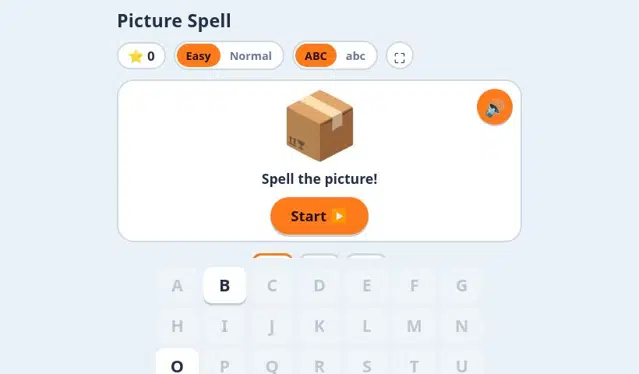 Picture Spell
⭐ 0 Easy Normal ABC abc
Spell the picture!
Start ▶
A B C D E F G
H I J K L M N
O P Q R S T U